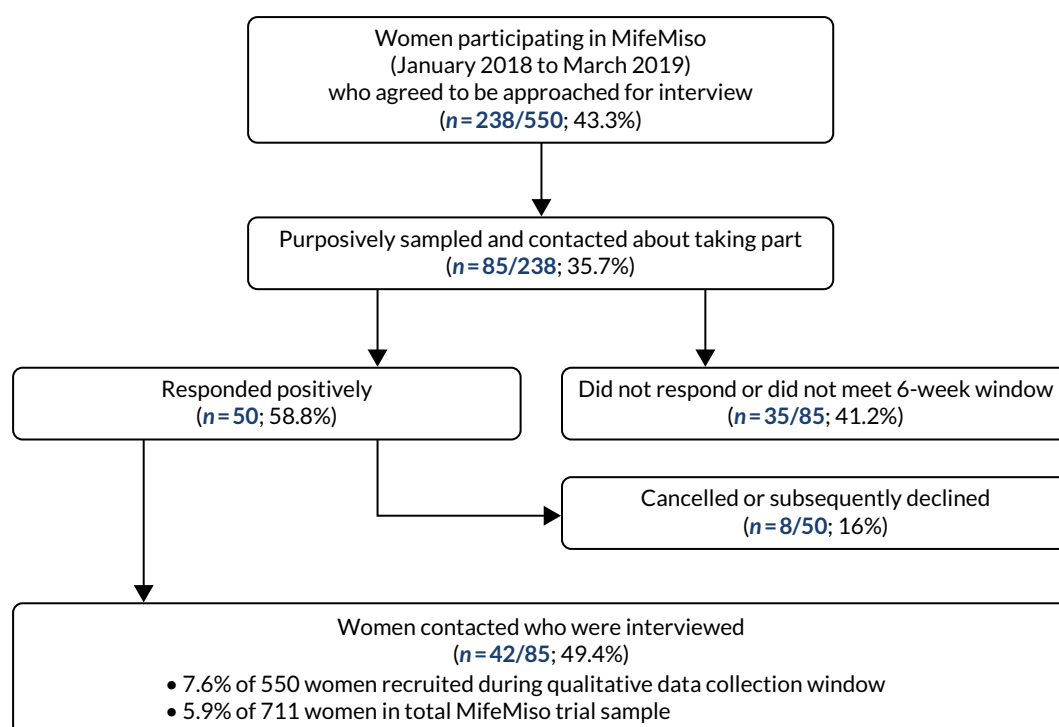 Women participating in MifeMiso
(January 2018 to March 2019)
who agreed to be approached for interview
(n=238/550; 43.3%)
Purposively sampled and contacted about taking part
(n=85/238; 35.7%)
Responded positively
(n=50; 58.8%)
Did not respond or did not meet 6-week window
(n=35/85; 41.2%)
Cancelled or subsequently declined
(n=8/50; 16%)
Women contacted who were interviewed
(n=42/85; 49.4%)
• 7.6% of 550 women recruited during qualitative data collection window
• 5.9% of 711 women in total MifeMiso trial sample